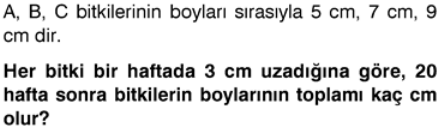 A, B, C bitkilerinin boyları sırasıyla 5 cm, 7 cm, 9
cm dir.
Her bitki bir haftada 3 cm uzadığına göre, 20
hafta sonra bitkilerin boylarının toplamı kaç cm
olur?